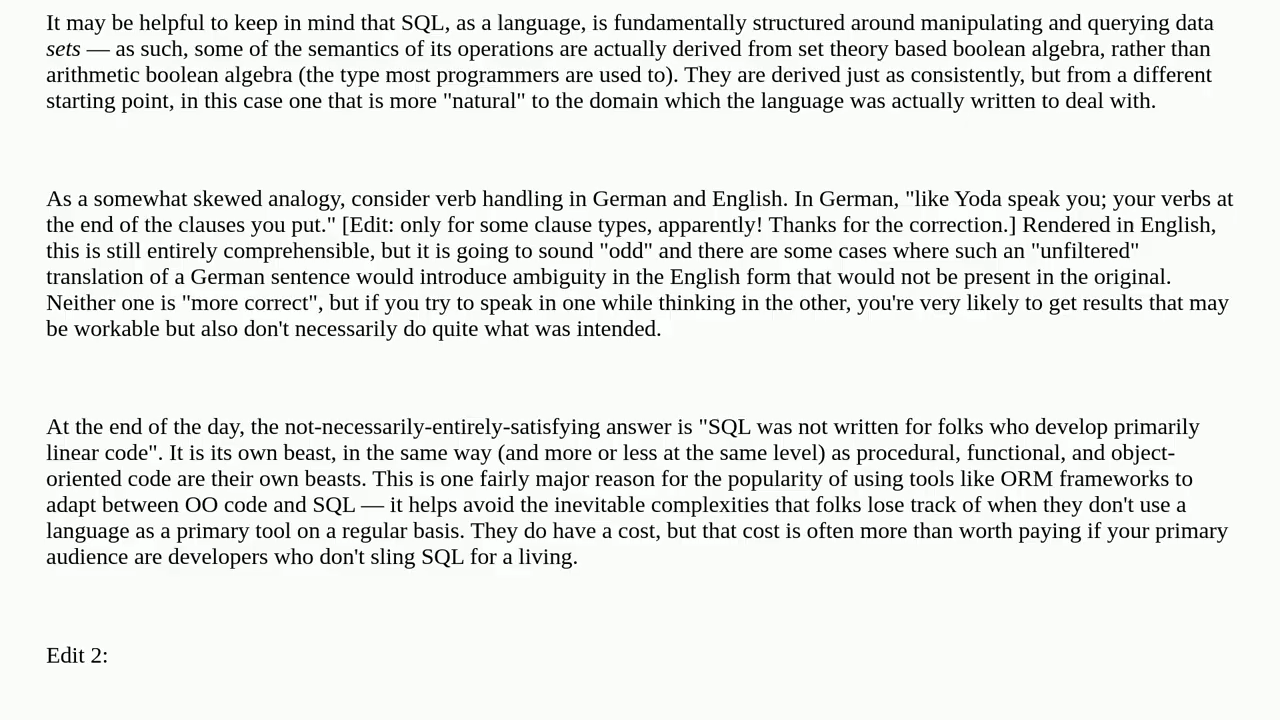 It may be helpful to keep in mind that SQL, as a language, is fundamentally structured around manipulating and querying data
sets — as such, some of the semantics of its operations are actually derived from set theory based boolean algebra, rather than
arithmetic boolean algebra (the type most programmers are used to). They are derived just as consistently, but from a different
starting point, in this case one that is more "natural" to the domain which the language was actually written to deal with.
As a somewhat skewed analogy, consider verb handling in German and English. In German, "like Yoda speak you; your verbs at
the end of the clauses you put." [Edit: only for some clause types, apparently! Thanks for the correction.] Rendered in English,
this is still entirely comprehensible, but it is going to sound "odd" and there are some cases where such an "unfiltered"
translation of a German sentence would introduce ambiguity in the English form that would not be present in the original.
Neither one is "more correct", but if you try to speak in one while thinking in the other, you're very likely to get results that may
be workable but also don't necessarily do quite what was intended.
At the end of the day, the not-necessarily-entirely-satisfying answer is "SQL was not written for folks who develop primarily
linear code". It is its own beast, in the same way (and more or less at the same level) as procedural, functional, and object-
oriented code are their own beasts. This is one fairly major reason for the popularity of using tools like ORM frameworks to
adapt between OO code and SQL — it helps avoid the inevitable complexities that folks lose track of when they don't use a
language as a primary tool on a regular basis. They do have a cost, but that cost is often more than worth paying if your primary
audience are developers who don't sling SQL for a living.
Edit 2: